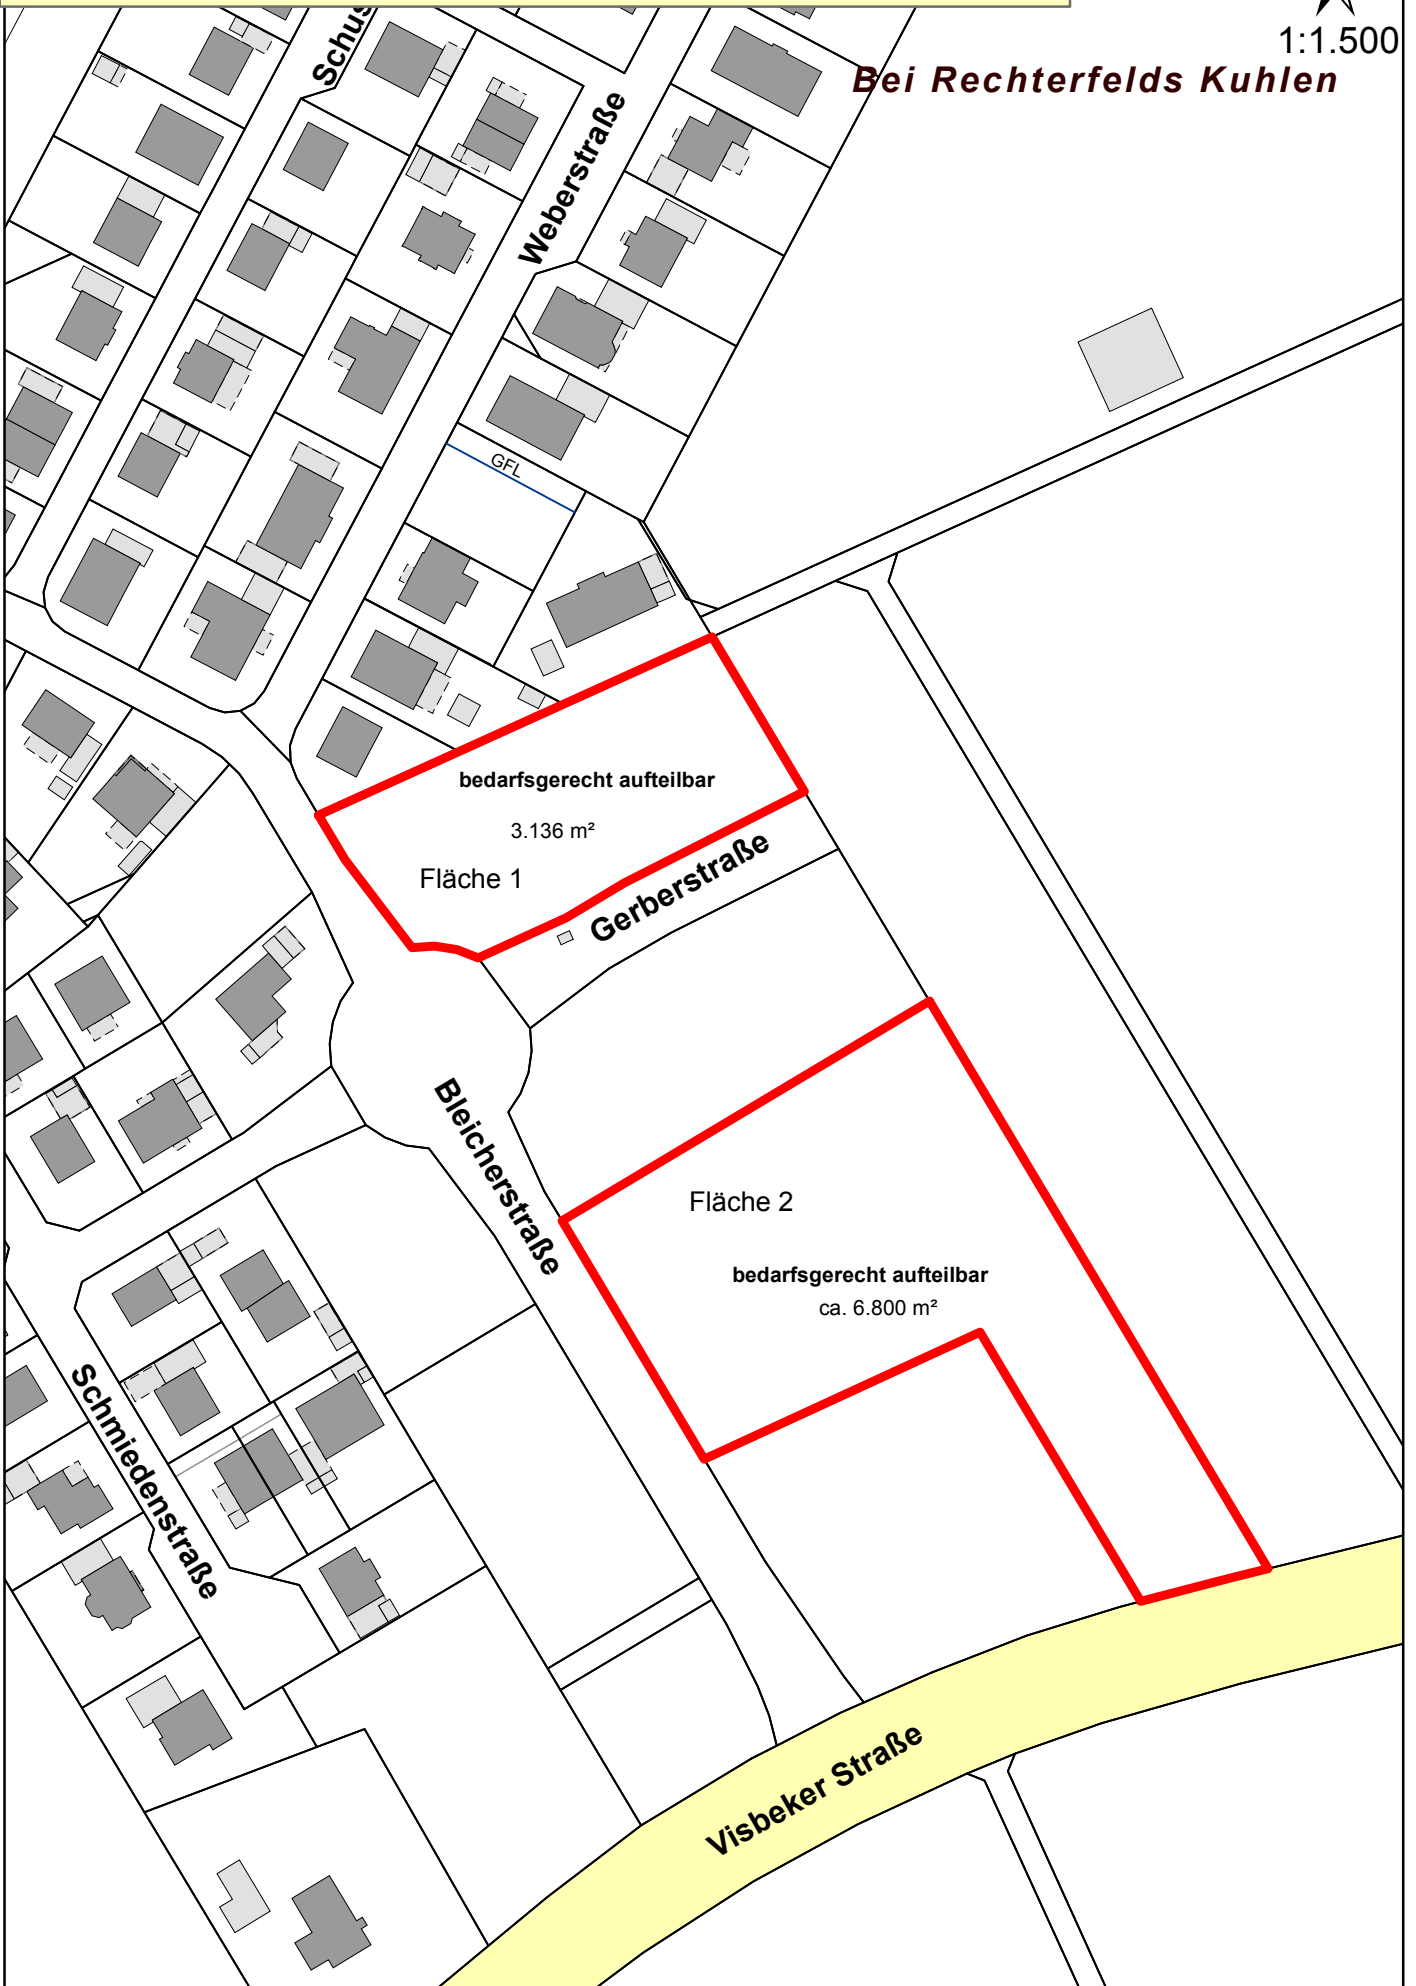 1:1.500
Bei Rechterfelds Kuhlen
Weberstraße
GFL
bedarfsgerecht aufteilbar
3.136 m²
Fläche 1
Gerberstraße
Bleicherstraße
Fläche 2
bedarfsgerecht aufteilbar
ca. 6.800 m²
Schmiedenstraße
Visbeker Straße